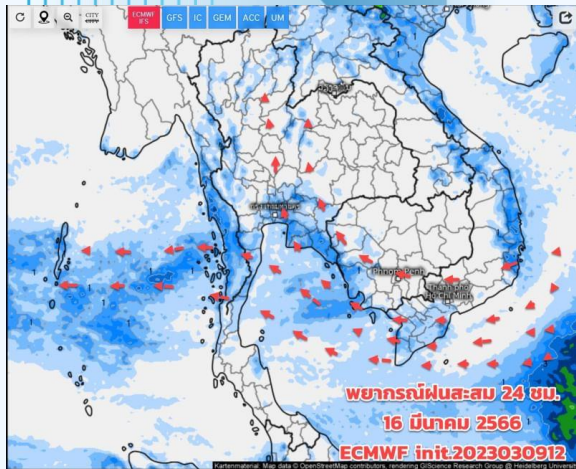 CITY
ECMWF
IFS
GFS
IC
GEM
ACC
UM
Phnom Penh
Thành phố
Hồ Chí Minh
พยากรณ์ฝนสะสม 24 ชม.
16 มีนาคม 2566
ECMWF init.2023030912
Kartenmaterial Map data © OpenStreetMap contributors, rendering GIScience Research Group @ Heidelberg Univer